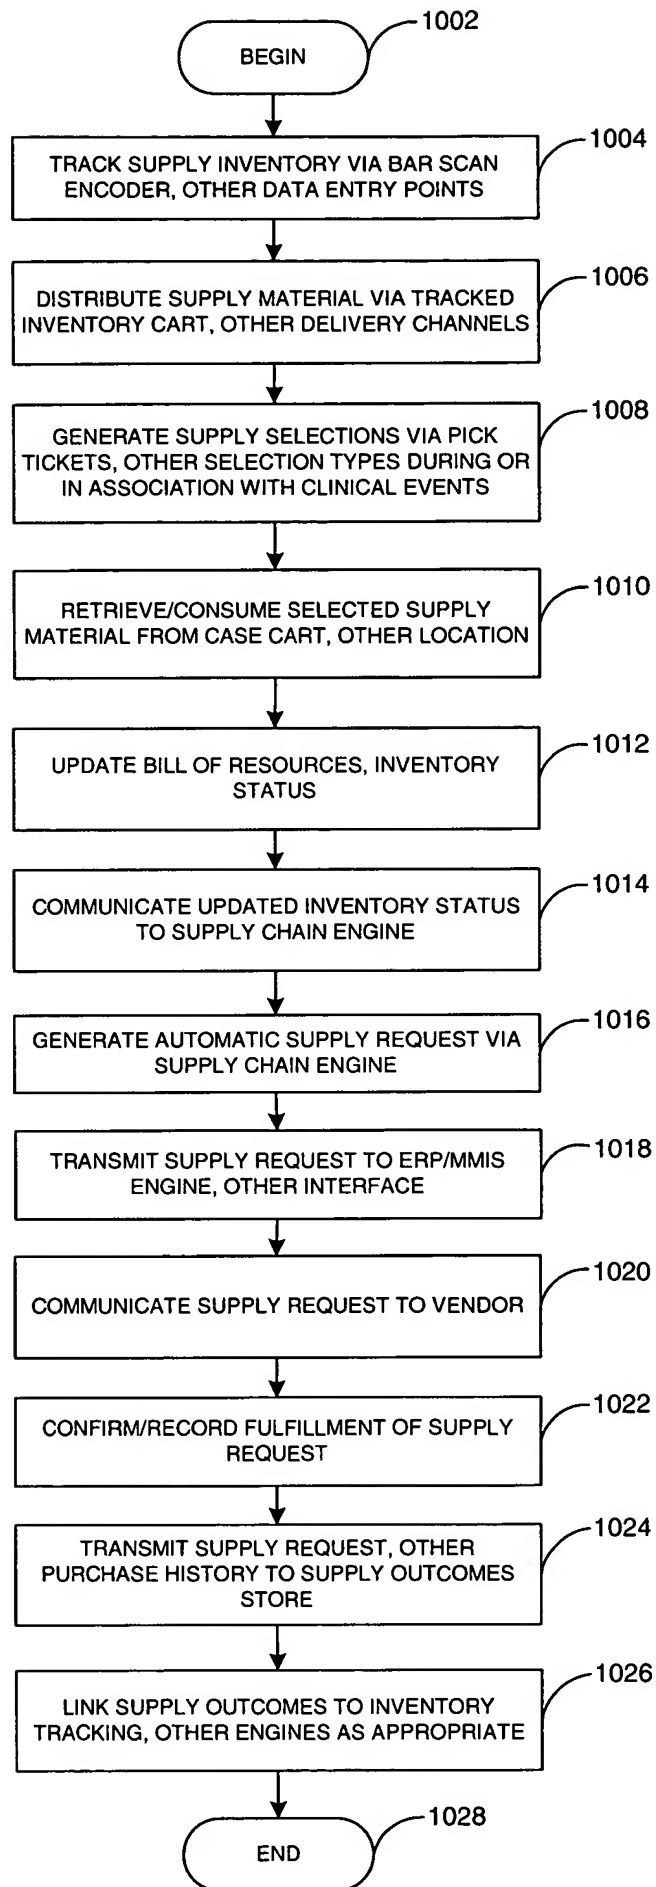 1002
BEGIN
1004
TRACK SUPPLY INVENTORY VIA BAR SCAN
ENCODER, OTHER DATA ENTRY POINTS
1006
DISTRIBUTE SUPPLY MATERIAL VIA TRACKED
INVENTORY CART, OTHER DELIVERY CHANNELS
1008
GENERATE SUPPLY SELECTIONS VIA PICK
TICKETS, OTHER SELECTION TYPES DURING OR
IN ASSOCIATION WITH CLINICAL EVENTS
1010
RETRIEVE/CONSUME SELECTED SUPPLY
MATERIAL FROM CASE CART, OTHER LOCATION
1012
UPDATE BILL OF RESOURCES, INVENTORY
STATUS
1014
COMMUNICATE UPDATED INVENTORY STATUS
TO SUPPLY CHAIN ENGINE
1016
GENERATE AUTOMATIC SUPPLY REQUEST VIA
SUPPLY CHAIN ENGINE
1018
TRANSMIT SUPPLY REQUEST TO ERP/MMIS
ENGINE, OTHER INTERFACE
1020
COMMUNICATE SUPPLY REQUEST TO VENDOR
1022
CONFIRM/RECORD FULFILLMENT OF SUPPLY
REQUEST
1024
TRANSMIT SUPPLY REQUEST, OTHER
PURCHASE HISTORY TO SUPPLY OUTCOMES
STORE
1026
LINK SUPPLY OUTCOMES TO INVENTORY
TRACKING, OTHER ENGINES AS APPROPRIATE
1028
END